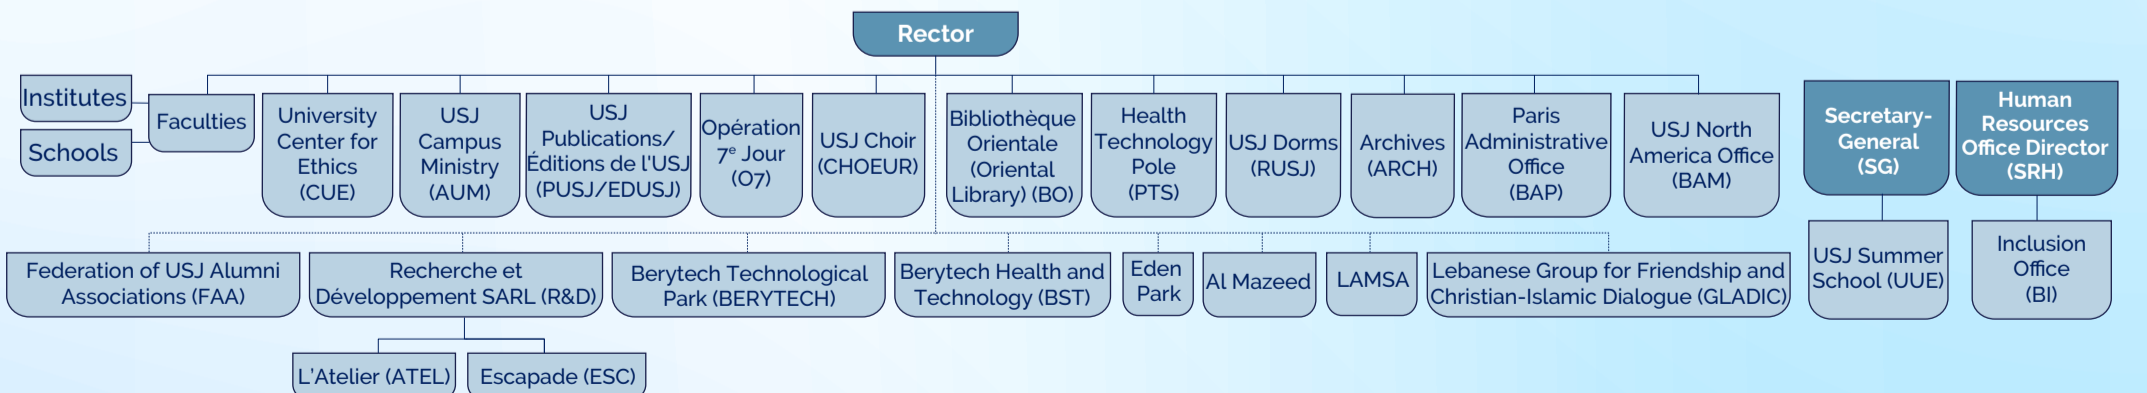 Rector
Institutes
Schools
Faculties
University
Center for
Ethics
(CUE)
USJ
Campus
Ministry
(AUM)
USJ
Publications/
Éditions de l'USJ
(PUSJ/EDUSJ)
Opération
7e Jour
(O7)
USJ Choir
(CHOEUR)
Bibliothèque
Orientale
(Oriental
Library) (BO)
Health
Technology
Pole
(PTS)
USJ Dorms
(RUSJ)
Archives
(ARCH)
Paris
Administrative
Office
(BAP)
USJ North
America Office
(BAM)
Secretary-
General
(SG)
Human
Resources
Office Director
(SRH)
Federation of USJ Alumni
Associations (FAA)
Recherche et
Développement SARL (R&D)
Berytech Technological
Park (BERYTECH)
Berytech Health and
Technology (BST)
Eden
Park
Al Mazeed
LAMSA
Lebanese Group for Friendship and
Christian-Islamic Dialogue (GLADIC)
USJ Summer
School (UUE)
Inclusion
Office
(BI)
L'Atelier (ATEL)
Escapade (ESC)